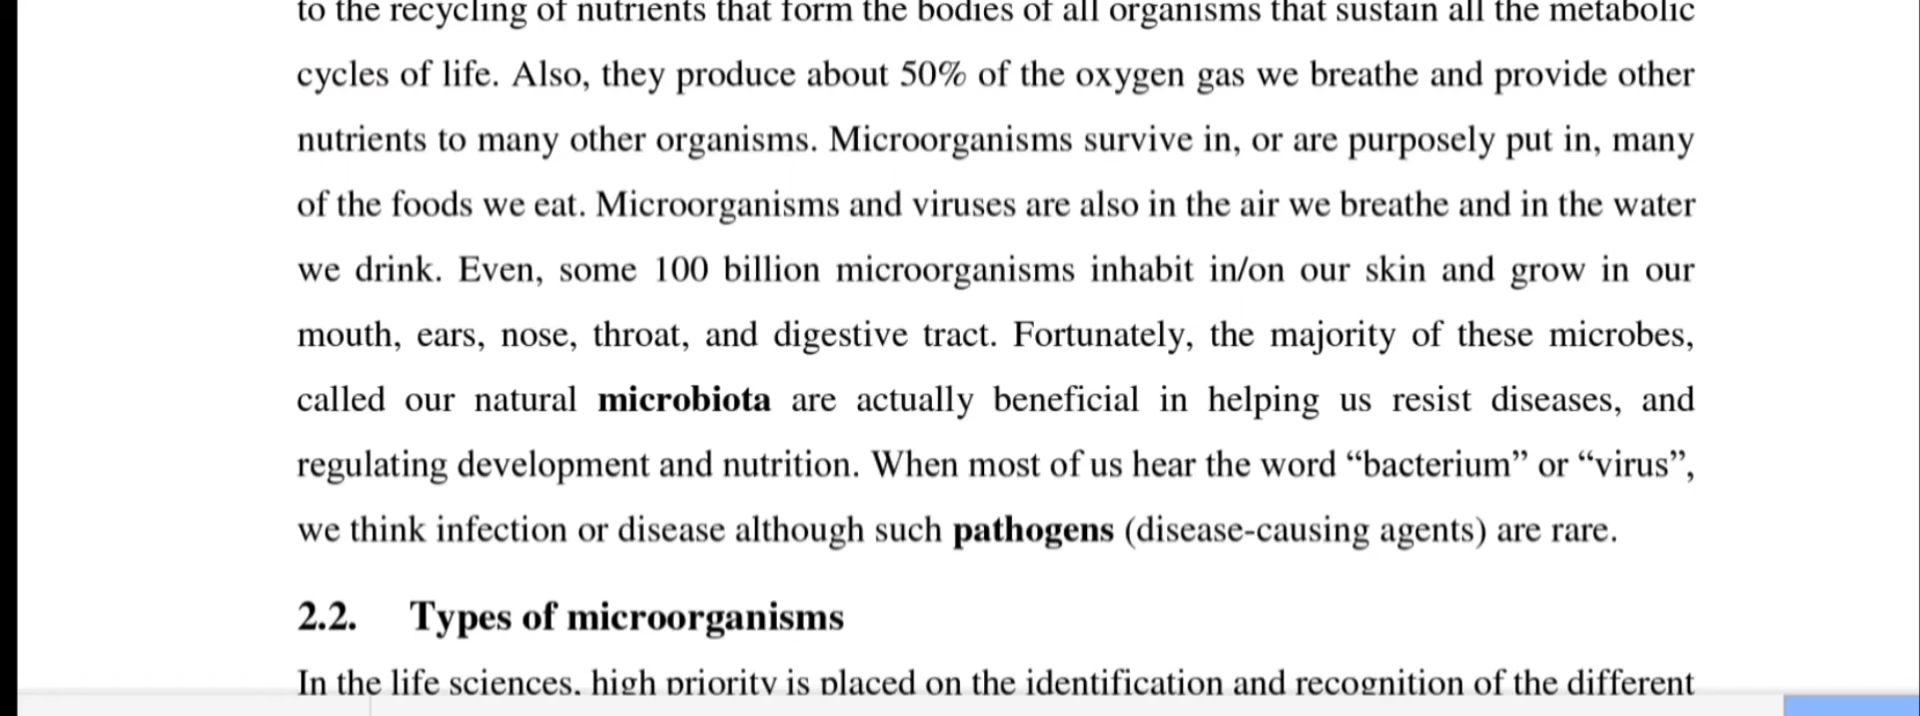 to the recycling of nutrients that form the bodies of all organisms that sustain all the metabolic
cycles of life. Also, they produce about 50% of the oxygen gas we breathe and provide other
nutrients to many other organisms. Microorganisms survive in, or are purposely put in, many
of the foods we eat. Microorganisms and viruses are also in the air we breathe and in the water
we drink. Even, some 100 billion microorganisms inhabit in/on our skin and grow in our
mouth, ears, nose, throat, and digestive tract. Fortunately, the majority of these microbes,
called our natural microbiota are actually beneficial in helping us resist diseases, and
regulating development and nutrition. When most of us hear the word “bacterium” or “virus”,
we think infection or disease although such pathogens (disease-causing agents) are rare.
2.2. Types of microorganisms
In the life sciences, high priority is placed on the identification and recognition of the different